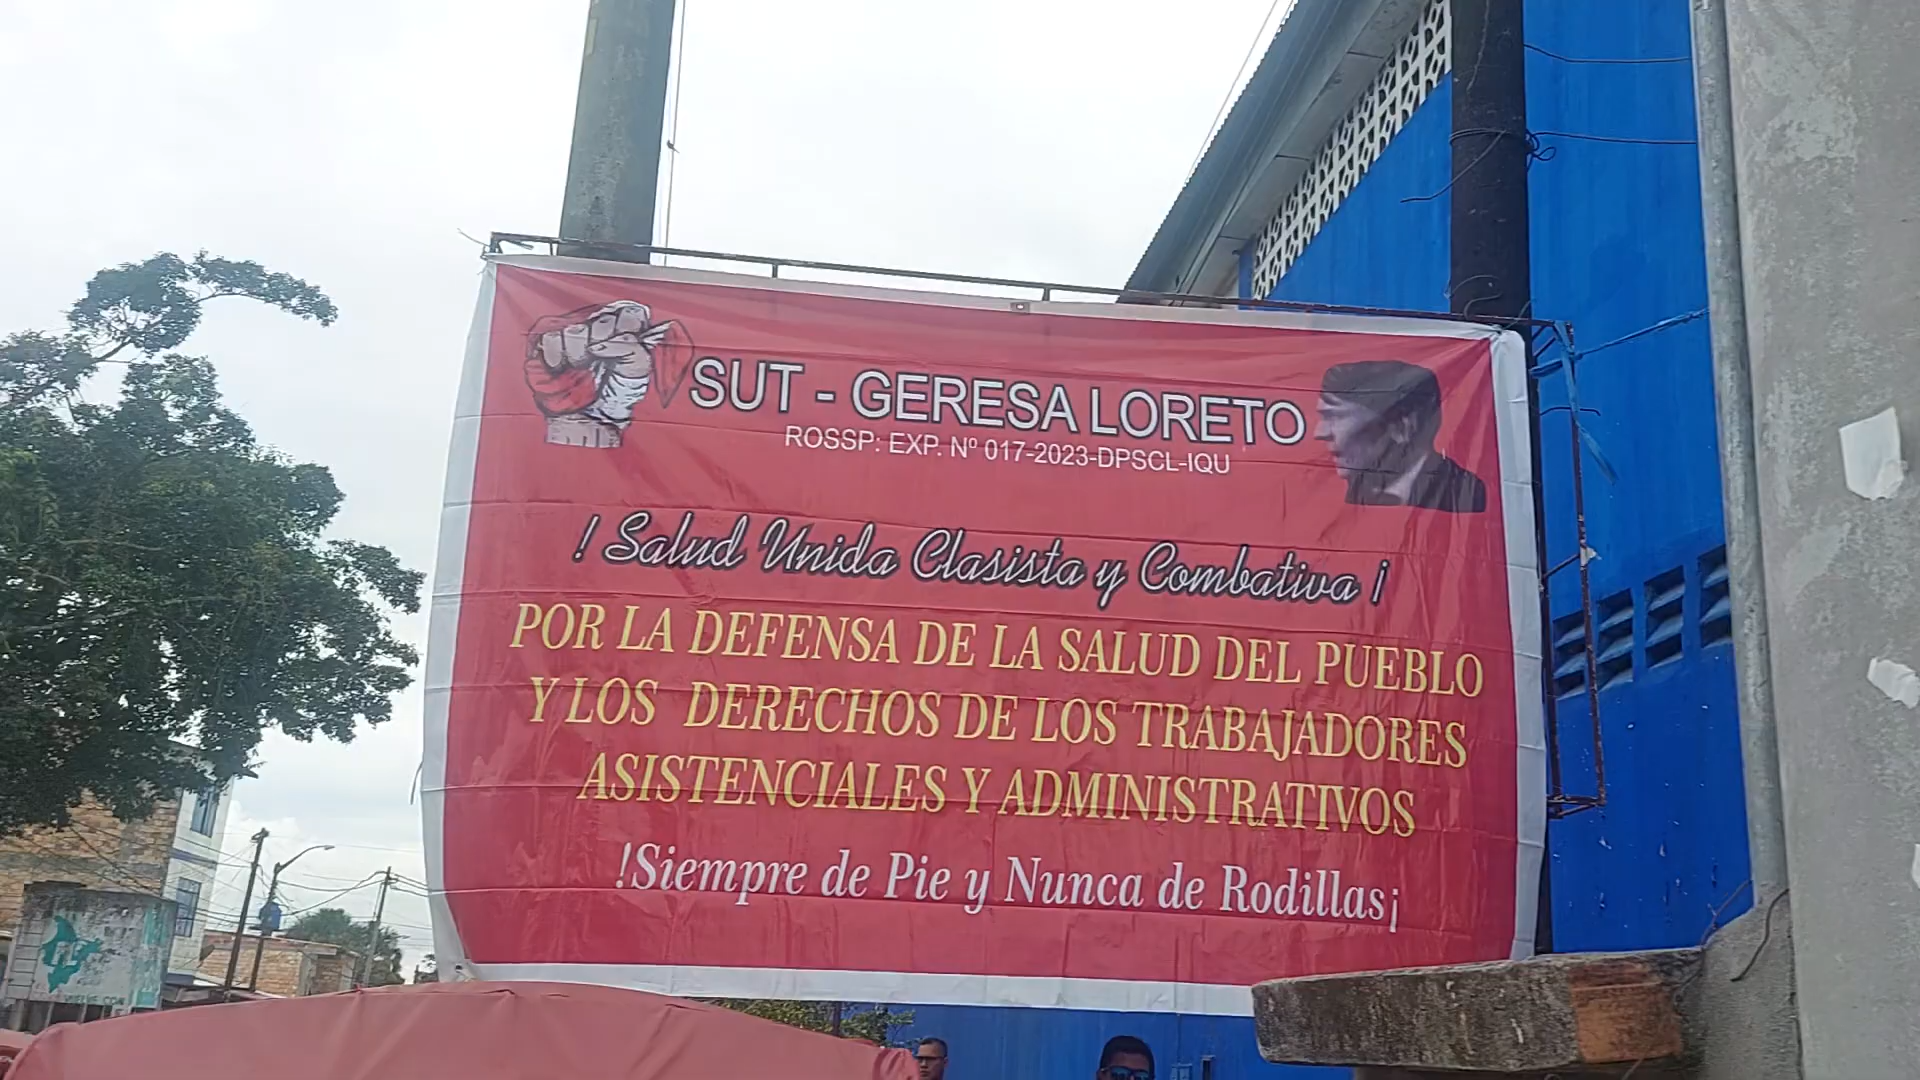 SUT - GERESA LORETO
ROSSP: EXP. Nº 017-2023-DPSCL-IQU
! Salud Unida Clasista y Combativa ¡
POR LA DEFENSA DE LA SALUD DEL PUEBLO
Y LOS DERECHOS DE LOS TRABAJADORES
ASISTENCIALES Y ADMINISTRATIVOS
!Siempre de Pie y Nunca de Rodillas¡